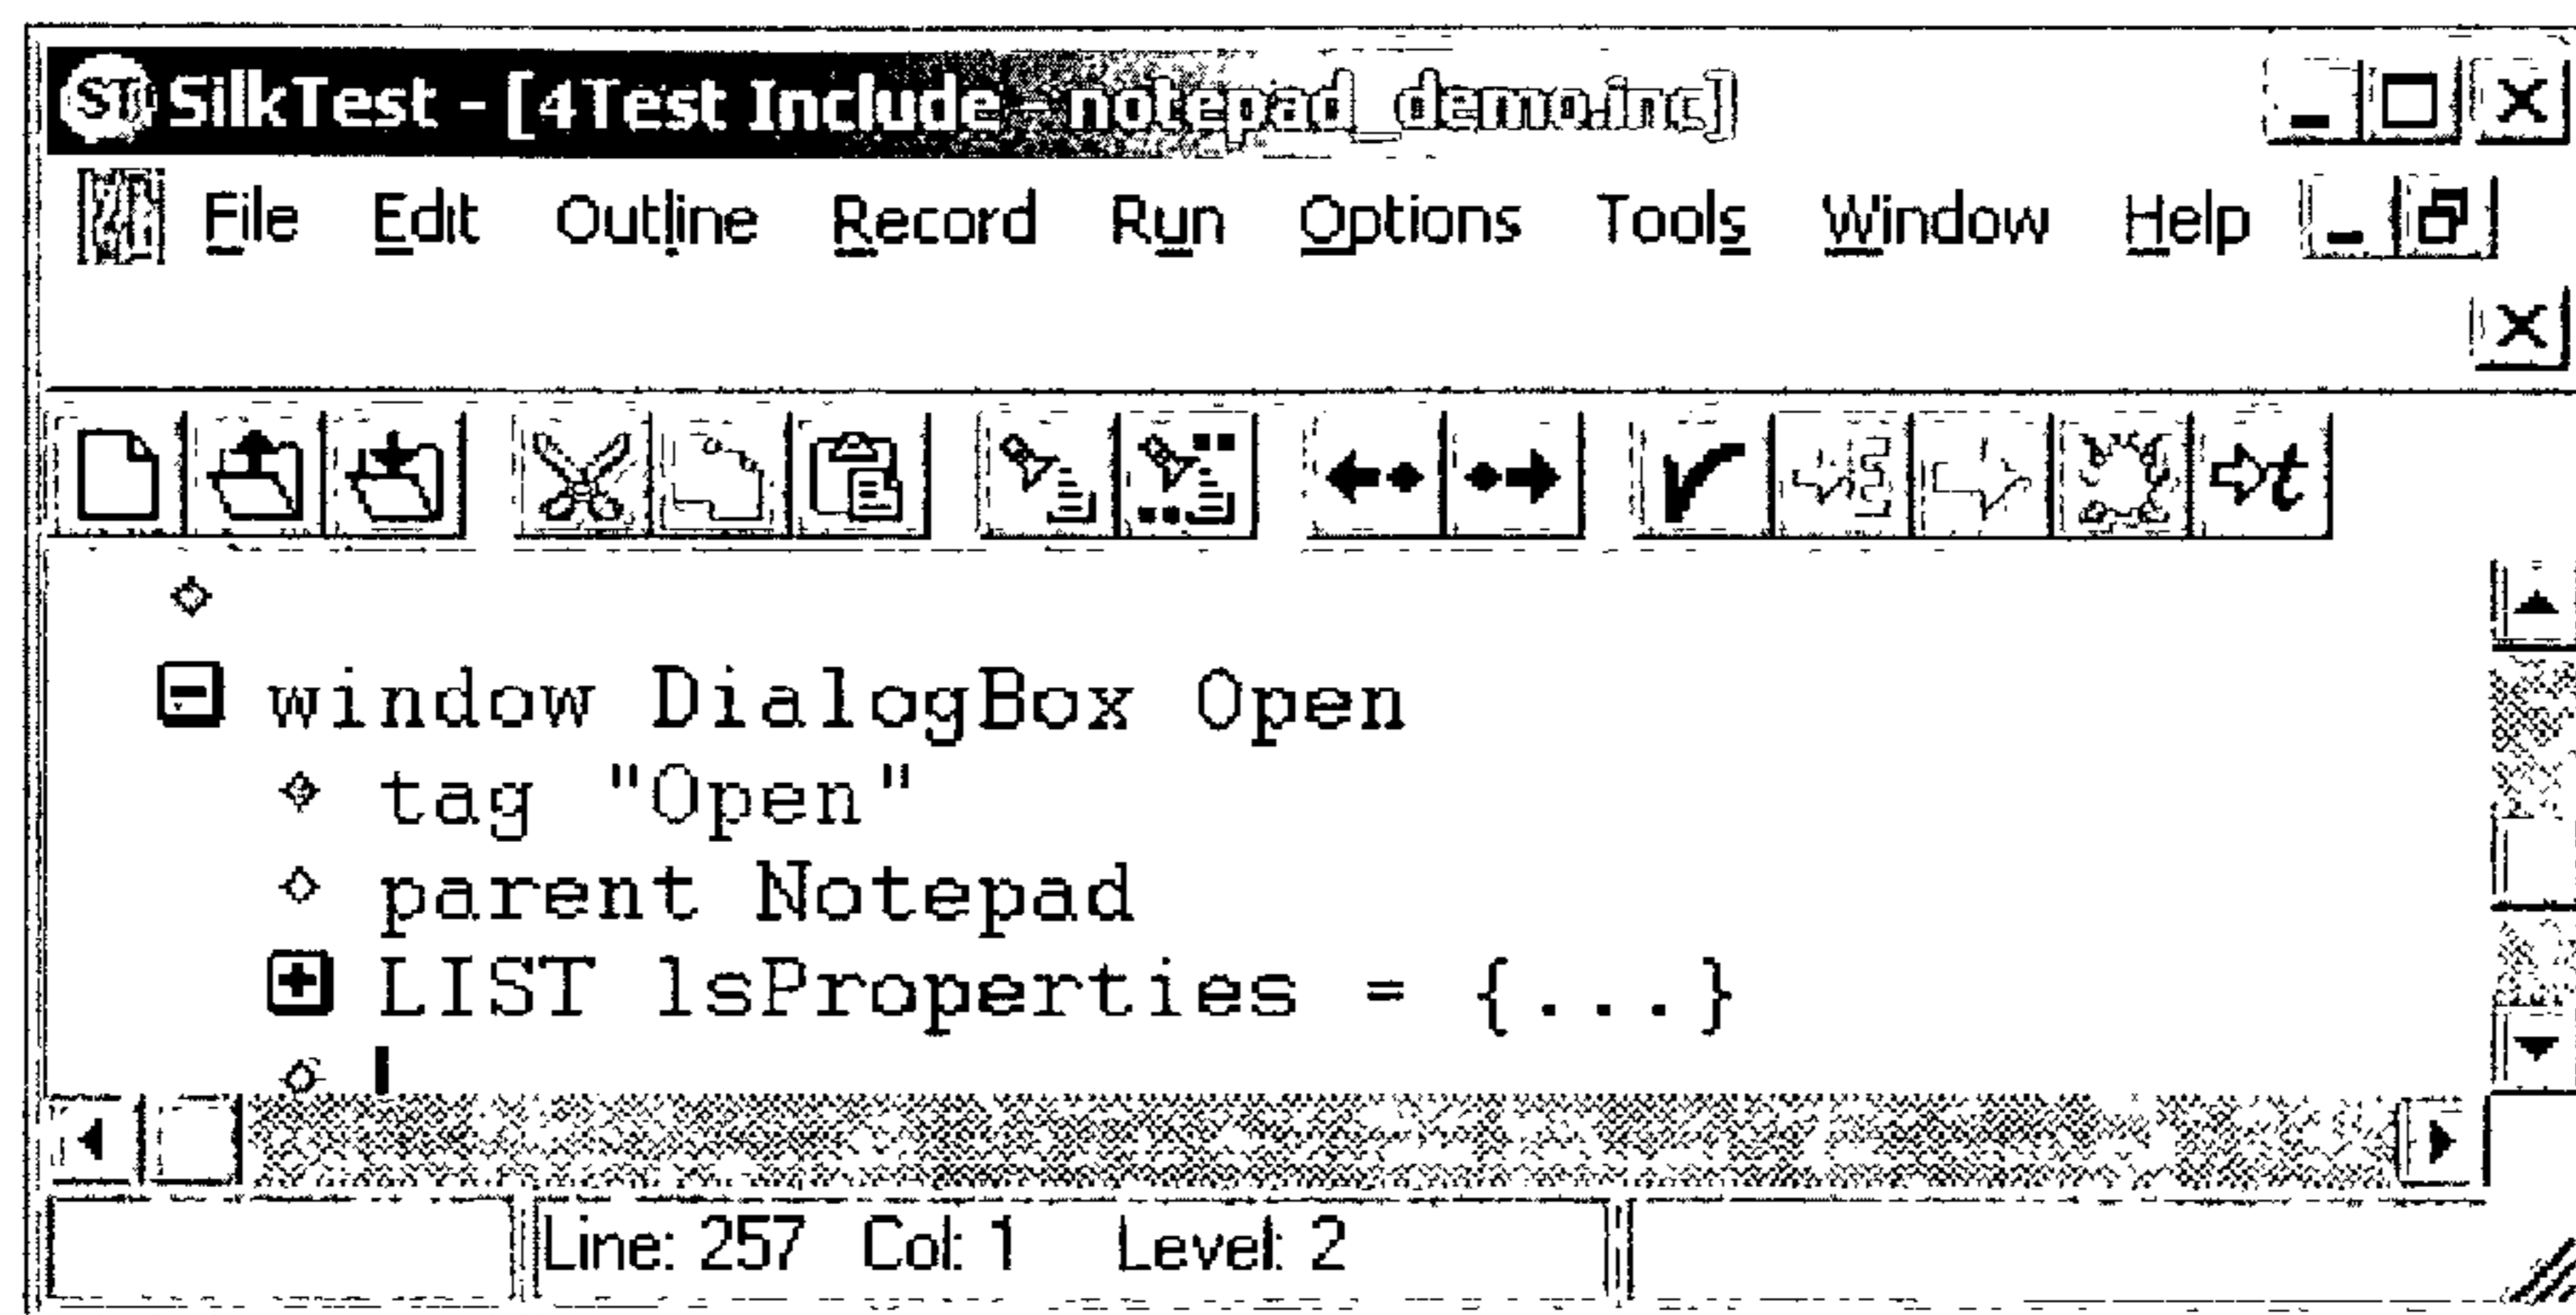 ST SilkTest - [4Test Include - notepad_demo.inc]
File Edit Outline Record Run Options Tools Window Help
t
window DialogBox Open
tag "Open"
parent Notepad
LIST lsProperties = {...}
Line: 257 Col: 1 Level: 2